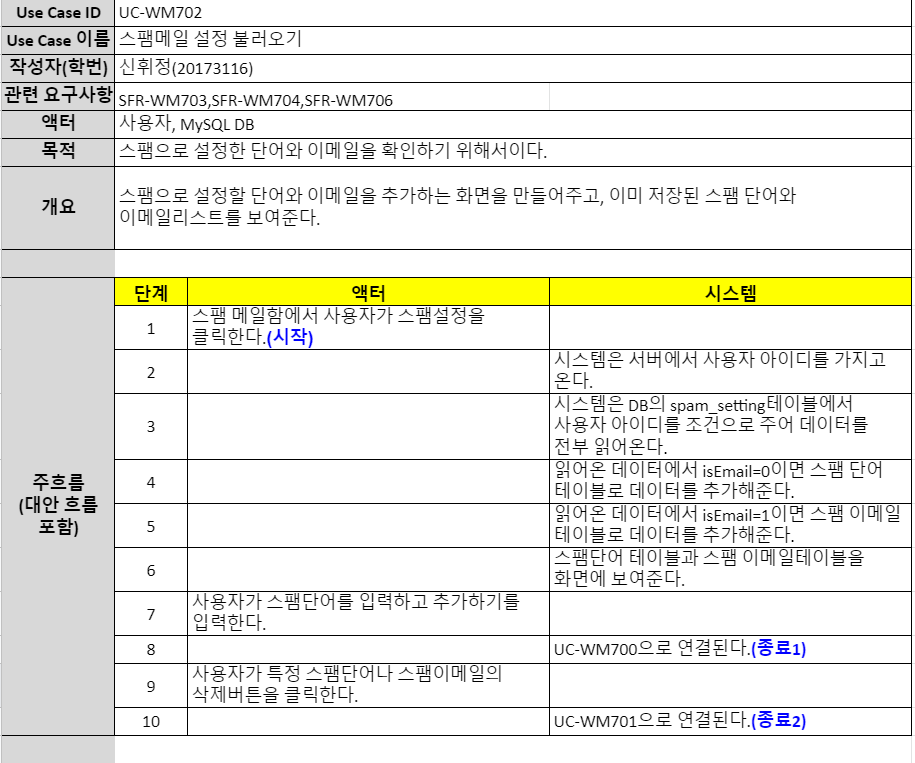 Use Case ID UC-WM702
Use Case 이름 스팸메일 설정 불러오기
작성자(학번) 신휘정(20173116)
관련 요구사항 SFR-WM703,SFR-WM704,SFR-WM706
액터 사용자, MySQL DB
목적 스팸으로 설정한 단어와 이메일을 확인하기 위해서이다.
개요 스팸으로 설정할 단어와 이메일을 추가하는 화면을 만들어주고, 이미 저장된 스팸 단어와
이메일리스트를 보여준다.
주흐름
(대안 흐름
포함)
단계 액터 시스템
1 스팸 메일함에서 사용자가 스팸설정을
클릭한다.(시작)
2 시스템은 서버에서 사용자 아이디를 가지고
온다.
3 시스템은 DB의 spam_setting테이블에서
사용자 아이디를 조건으로 주어 데이터를
전부 읽어온다.
4 읽어온 데이터에서 isEmail=0이면 스팸 단어
테이블로 데이터를 추가해준다.
5 읽어온 데이터에서 isEmail=1이면 스팸 이메일
테이블로 데이터를 추가해준다.
6 스팸단어 테이블과 스팸 이메일테이블을
화면에 보여준다.
7 사용자가 스팸단어를 입력하고 추가하기를
입력한다.
8 UC-WM700으로 연결된다.(종료1)
9 사용자가 특정 스팸단어나 스팸이메일의
삭제버튼을 클릭한다.
10 UC-WM701으로 연결된다.(종료2)